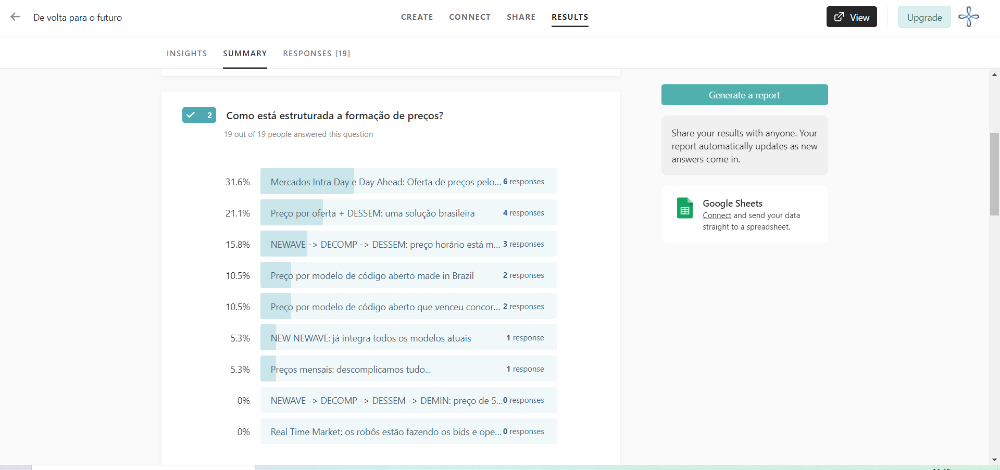 De volta para o futuro
CREATE
CONNECT
SHARE
RESULTS
View
Upgrade
INSIGHTS
SUMMARY
RESPONSES [19]
2
Como está estruturada a formação de preços?
19 out of 19 people answered this question
31.6% Mercados Intra Day e Day Ahead: Oferta de preços pelo... 6 responses
21.1% Preço por oferta + DESSEM: uma solução brasileira 4 responses
15.8% NEWAVE -> DECOMP -> DESSEM: preço horário está m... 3 responses
10.5% Preço por modelo de código aberto made in Brazil 2 responses
10.5% Preço por modelo de código aberto que venceu concor... 2 responses
5.3% NEW NEWAVE: já integra todos os modelos atuais 1 response
5.3% Preços mensais: descomplicamos tudo... 1 response
0% NEWAVE -> DECOMP -> DESSEM -> DEMIN: preço de 5... 0 responses
0% Real Time Market: os robôs estão fazendo os bids e ope... 0 responses
Generate a report
Share your results with anyone. Your
report automatically updates as new
answers come in.
Google Sheets
Connect and send your data
straight to a spreadsheet.